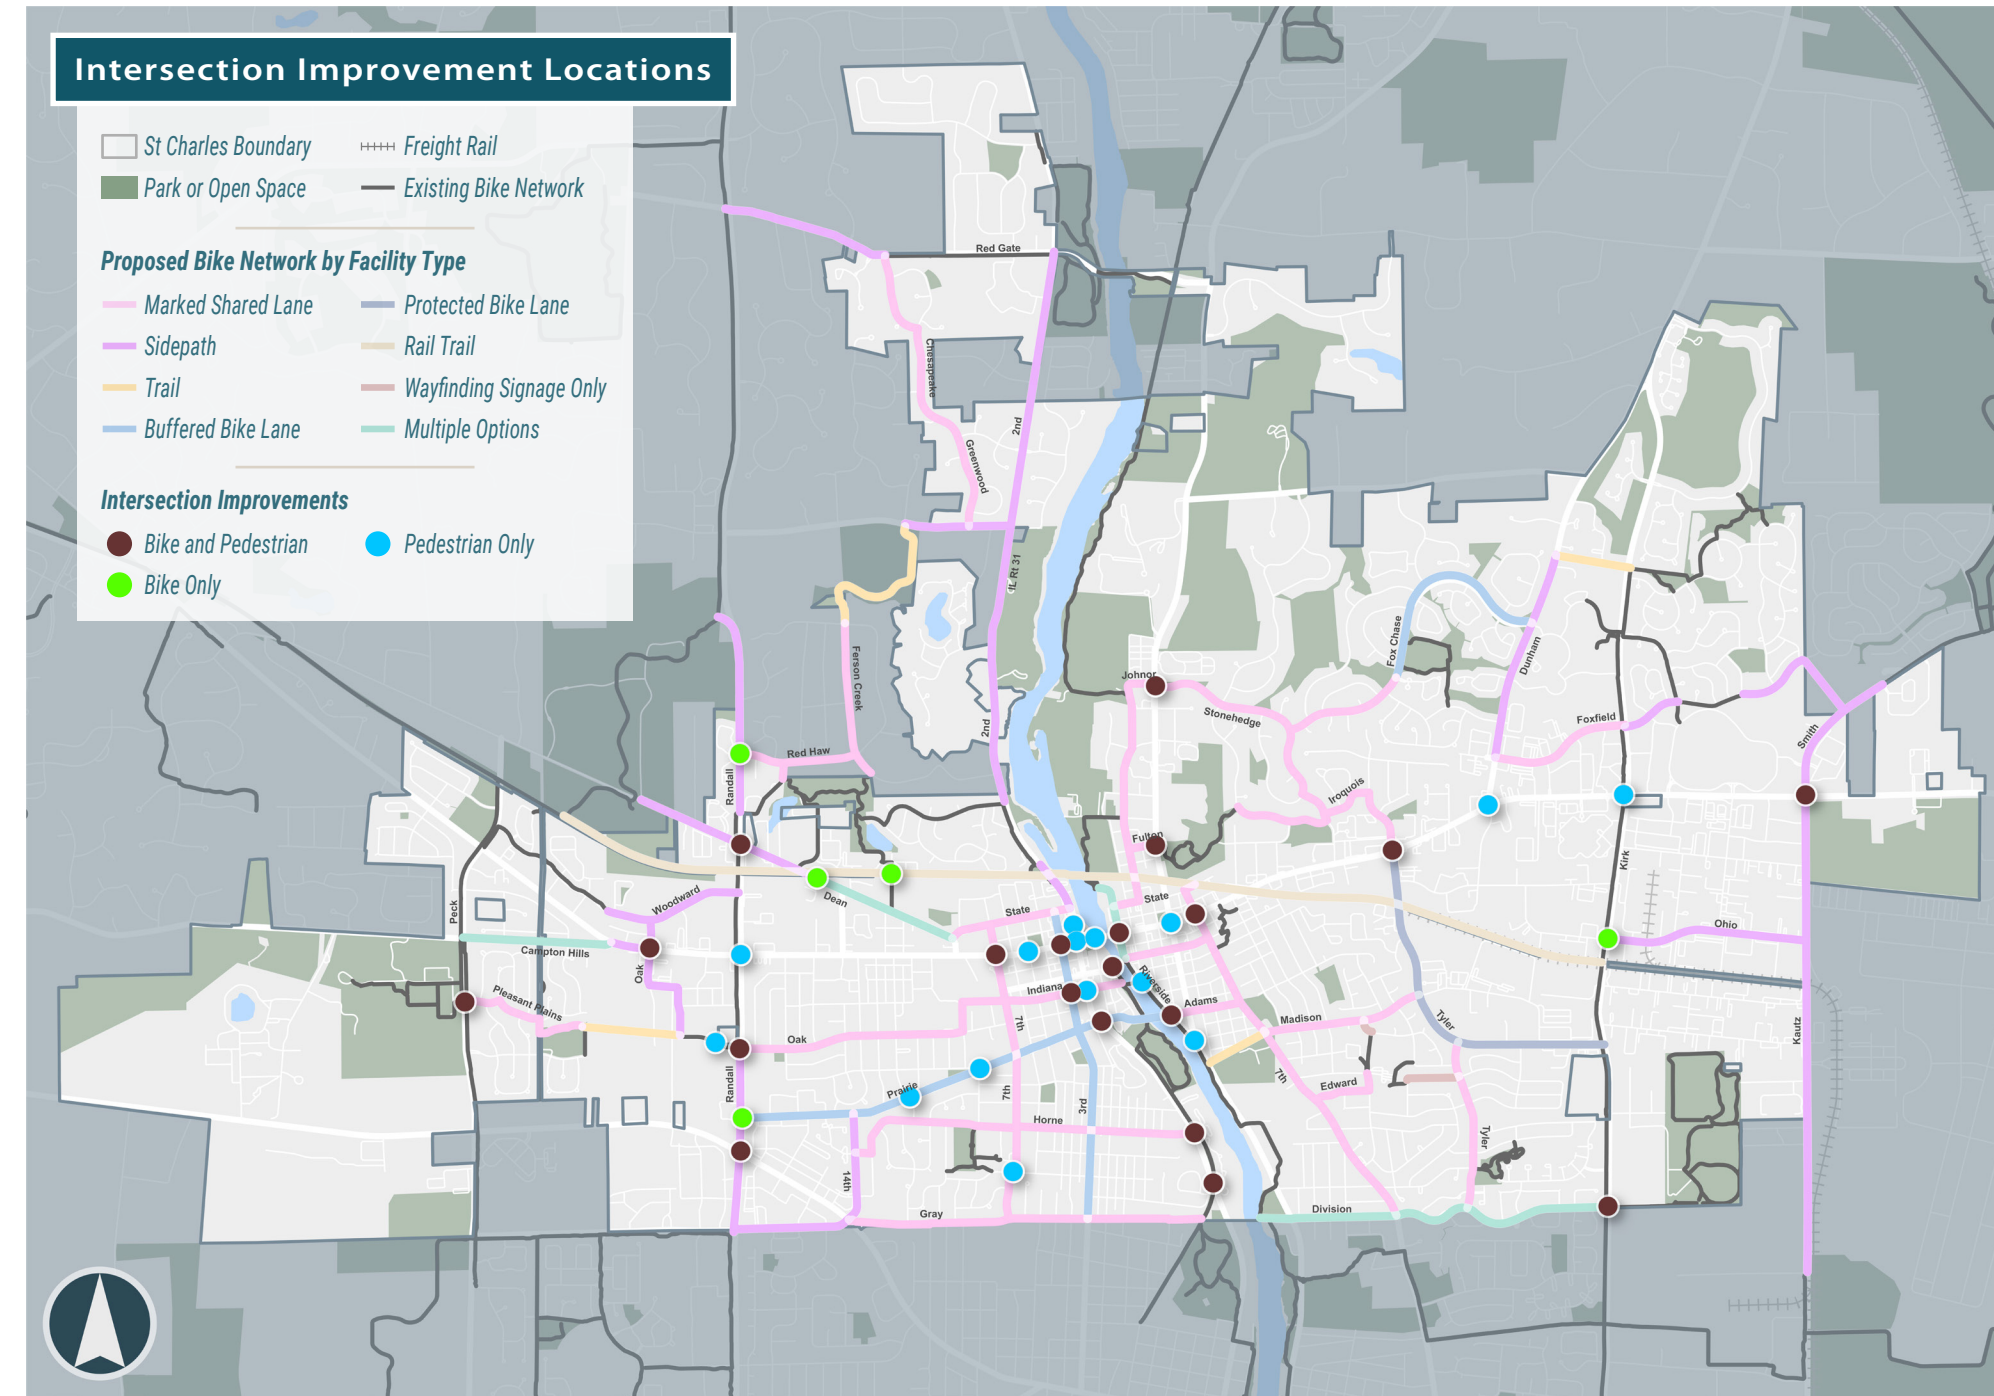 Intersection Improvement Locations
St Charles Boundary
Freight Rail
Park or Open Space
Existing Bike Network
Proposed Bike Network by Facility Type
Marked Shared Lane
Protected Bike Lane
Sidepath
Rail Trail
Trail
Wayfinding Signage Only
Buffered Bike Lane
Multiple Options
Intersection Improvements
Bike and Pedestrian
Pedestrian Only
Bike Only
Red Gate
Chesapeake
2nd
Greenwood
IL Rt 31
Ferson Creek
2nd
Red Haw
Randall
Johnor
Stonehedge
Fox Chase
Dunham
Foxfield
Smith
Iroquois
Fulton
Kirk
Woodward
Dean
State
State
Peck
Campton Hills
Oak
Ohio
Pleasant Plains
Indiana
Riverside
Adams
Madison
Tyler
Kautz
Oak
7th
7th
Edward
Randall
Prairie
7th
3rd
Horne
Tyler
14th
Gray
Division